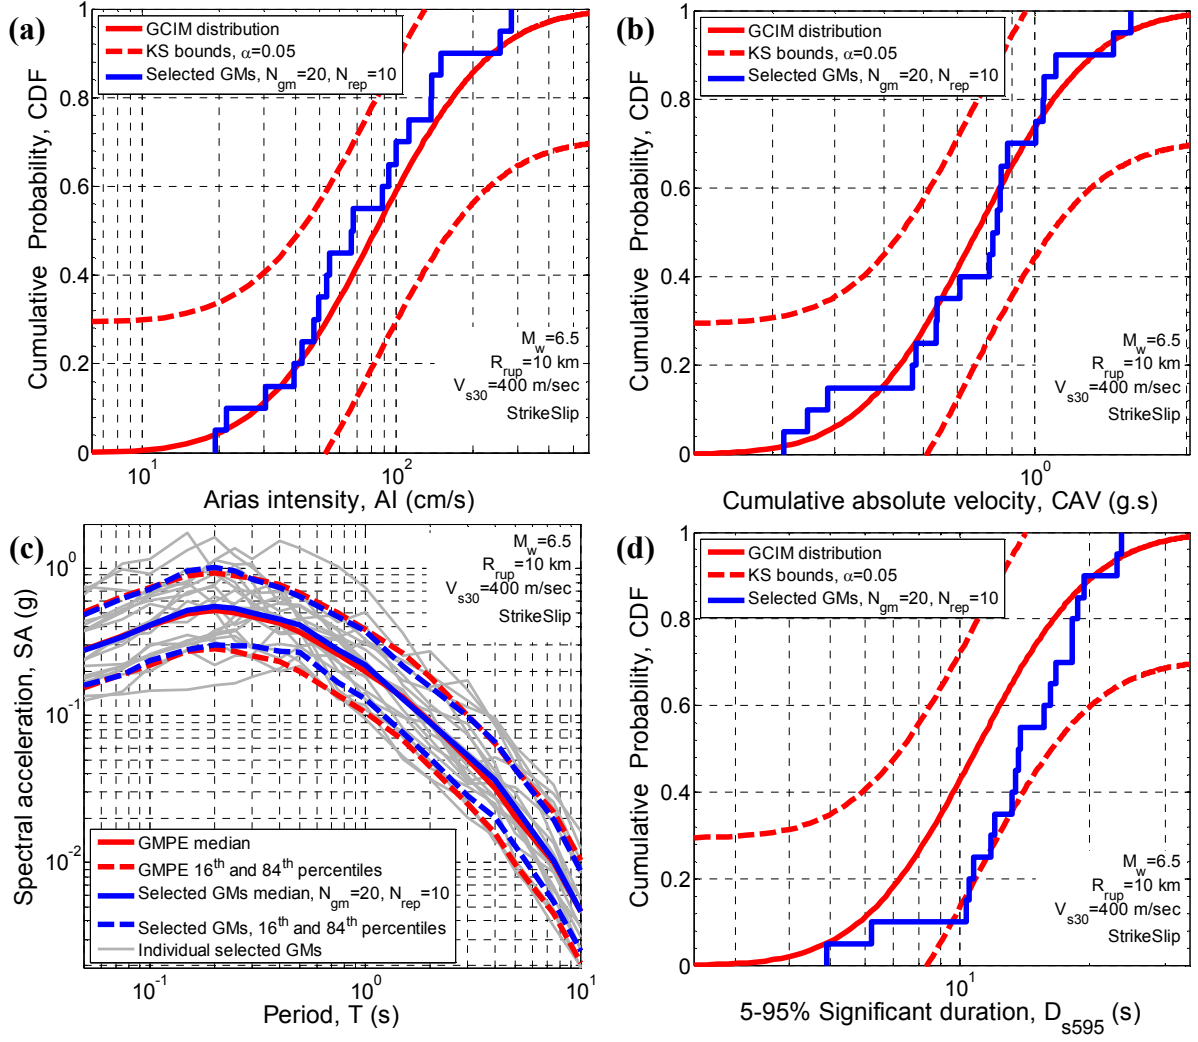 (a)
GCIM distribution
KS bounds, α=0.05
Selected GMs, N_gm=20, N_rep=10
Cumulative Probability, CDF
1
0.8
0.6
0.4
0.2
0
M_w=6.5
R_rup=10 km
V_s30=400 m/sec
StrikeSlip
10^1
10^2
Arias intensity, AI (cm/s)
(b)
GCIM distribution
KS bounds, α=0.05
Selected GMs, N_gm=20, N_rep=10
Cumulative Probability, CDF
1
0.8
0.6
0.4
0.2
0
M_w=6.5
R_rup=10 km
V_s30=400 m/sec
StrikeSlip
10^0
Cumulative absolute velocity, CAV (g.s)
(c)
M_w=6.5
R_rup=10 km
V_s30=400 m/sec
StrikeSlip
Spectral acceleration, SA (g)
10^0
10^-1
10^-2
GMPE median
GMPE 16^th and 84^th percentiles
Selected GMs median, N_gm=20, N_rep=10
Selected GMs, 16^th and 84^th percentiles
Individual selected GMs
10^-1
10^0
10^1
Period, T (s)
(d)
GCIM distribution
KS bounds, α=0.05
Selected GMs, N_gm=20, N_rep=10
Cumulative Probability, CDF
1
0.8
0.6
0.4
0.2
0
M_w=6.5
R_rup=10 km
V_s30=400 m/sec
StrikeSlip
10^1
5-95% Significant duration, D_s595 (s)